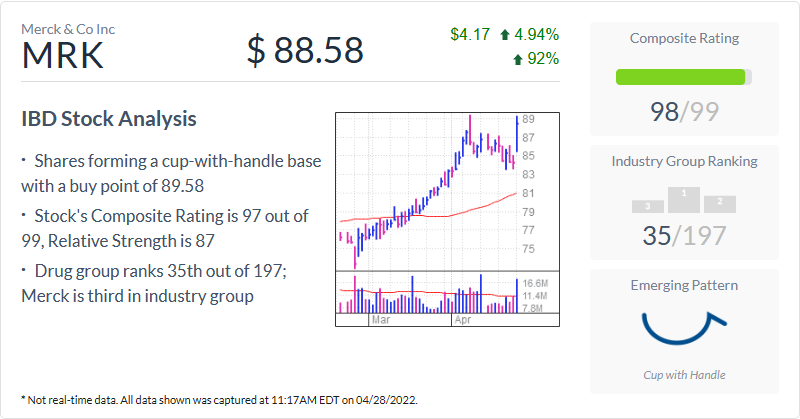 Merck & Co Inc
MRK
$ 88.58
$4.17 4.94%
92%
IBD Stock Analysis
• Shares forming a cup-with-handle base
with a buy point of 89.58
• Stock's Composite Rating is 97 out of
99, Relative Strength is 87
• Drug group ranks 35th out of 197;
Merck is third in industry group
89
87
85
83
81
79
77
75
16.6M
11.4M
7.8M
Mar Apr
Composite Rating
98/99
Industry Group Ranking
3 1 2
35/197
Emerging Pattern
Cup with Handle
* Not real-time data. All data shown was captured at 11:17AM EDT on 04/28/2022.